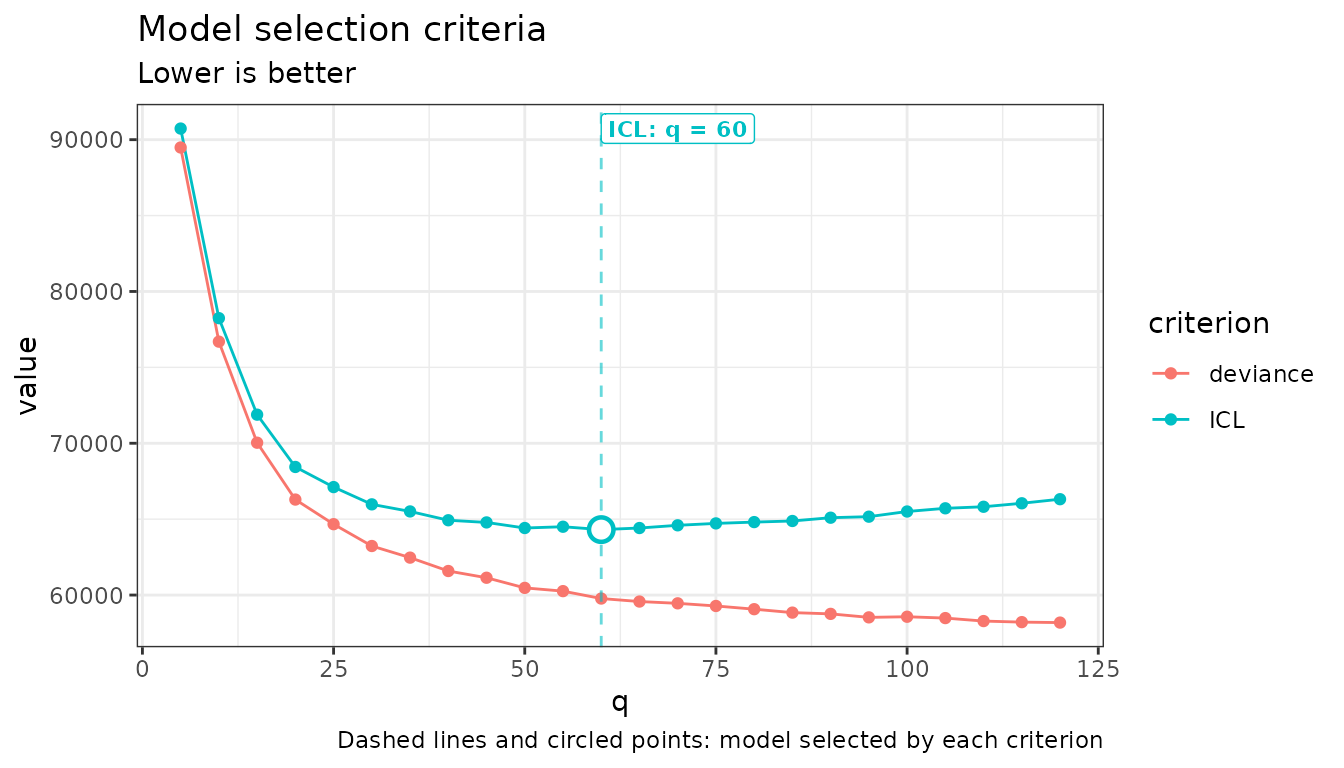 Model selection criteria
Lower is better
ICL: q = 60
90000
80000
70000
60000
value
0 25 50 75 100 125
q
criterion
deviance
ICL
Dashed lines and circled points: model selected by each criterion